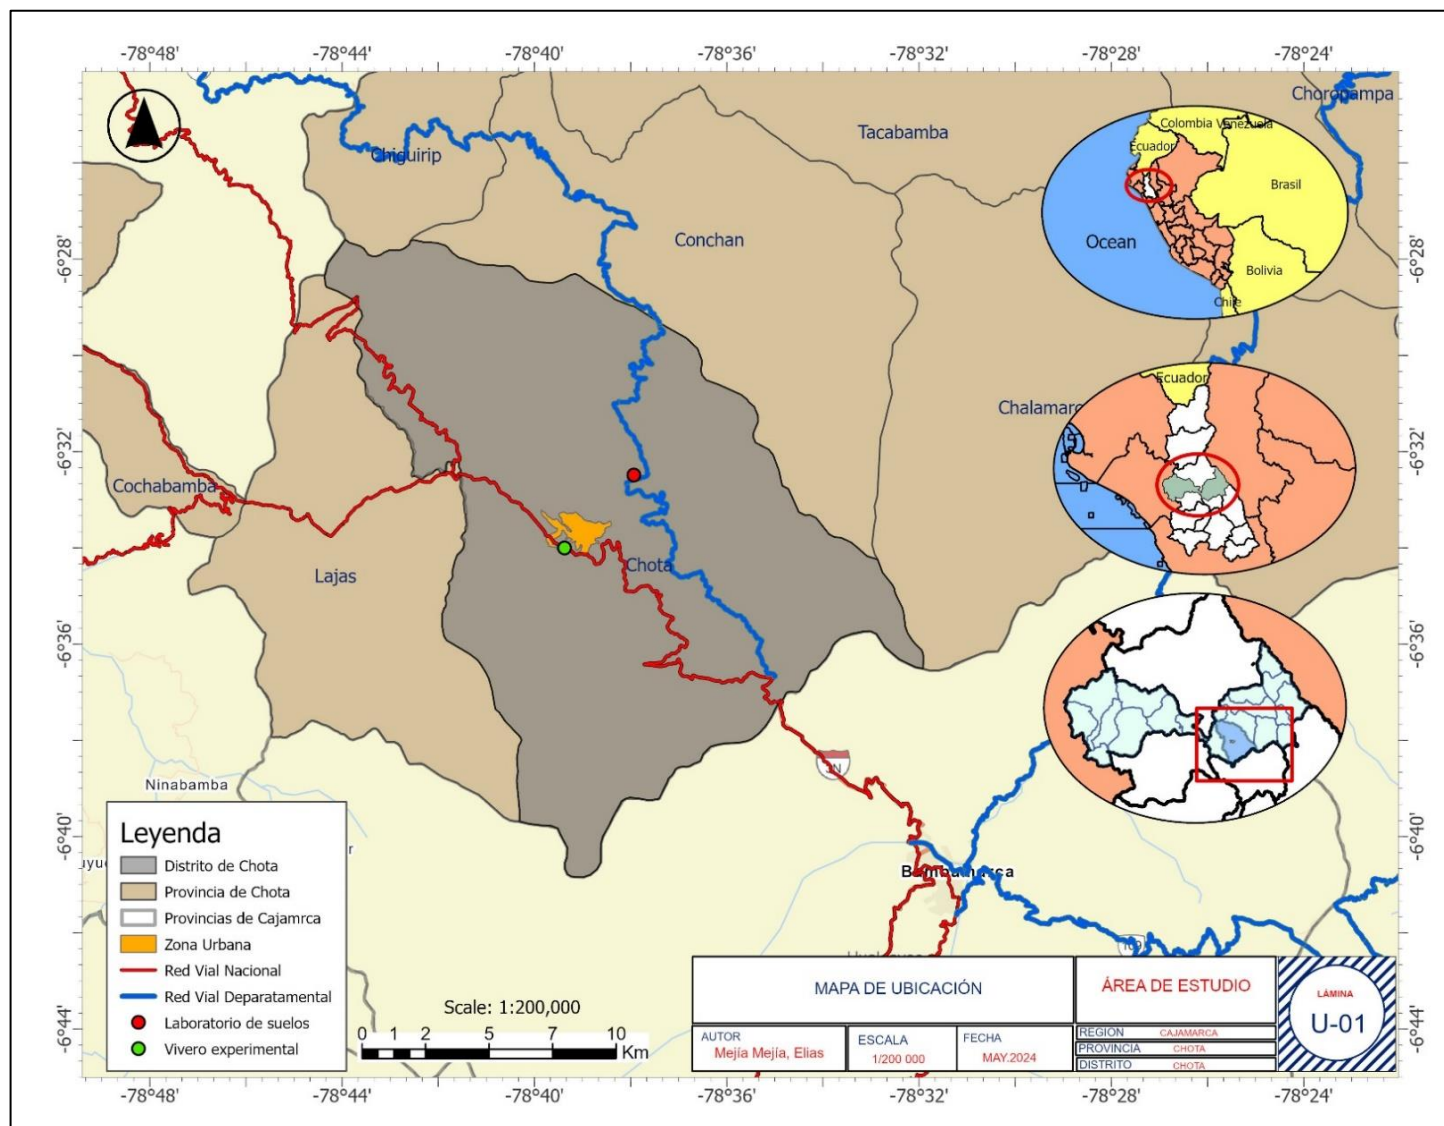 -78°48' -78°44' -78°40' -78°36' -78°32' -78°28' -78°24'
Choropampa
Tacabamba
Chiguirip
Conchan
Colombia Venezuela
Ecuador
Brasil
Ocean
Bolivia
Chile
-6°28' -6°28'
Chalamarc
Ecuador
-6°32' -6°32'
Cochabamba
Lajas
Chota
-6°36' -6°36'
3N
Ninabamba
-6°40' -6°40'
Bambamarca
109
Leyenda
Distrito de Chota
Provincia de Chota
Provincias de Cajamrca
Zona Urbana
Red Vial Nacional
Red Vial Deparatamental
Laboratorio de suelos
Vivero experimental
Scale: 1:200,000
0 1 2 5 7 10
Km
MAPA DE UBICACIÓN
ÁREA DE ESTUDIO
AUTOR
Mejía Mejía, Elias
ESCALA
1/200 000
FECHA
MAY.2024
REGION CAJAMARCA
PROVINCIA CHOTA
DISTRITO CHOTA
LÁMINA
U-01
-6°44' -6°44'
-78°48' -78°44' -78°40' -78°36' -78°32' -78°28' -78°24'